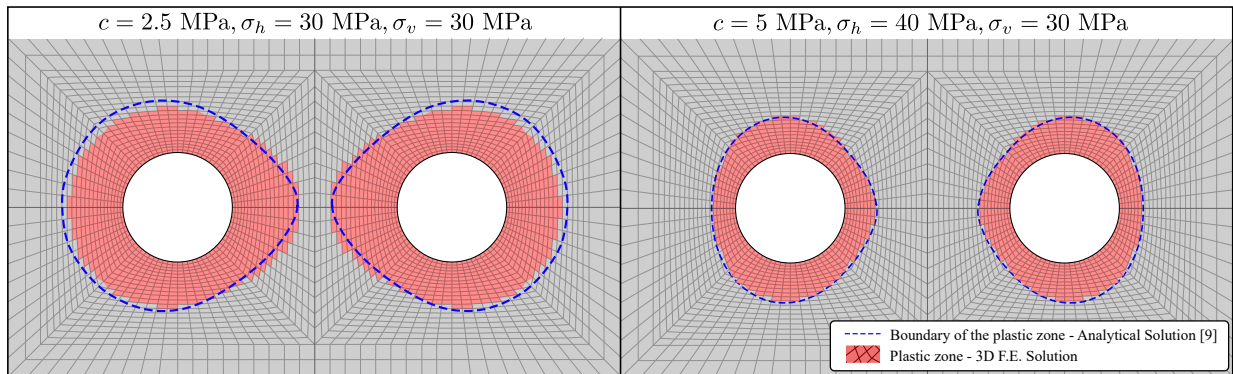 c = 2.5 MPa, σ_h = 30 MPa, σ_v = 30 MPa
c = 5 MPa, σ_h = 40 MPa, σ_v = 30 MPa
Boundary of the plastic zone - Analytical Solution [9]
Plastic zone - 3D F.E. Solution